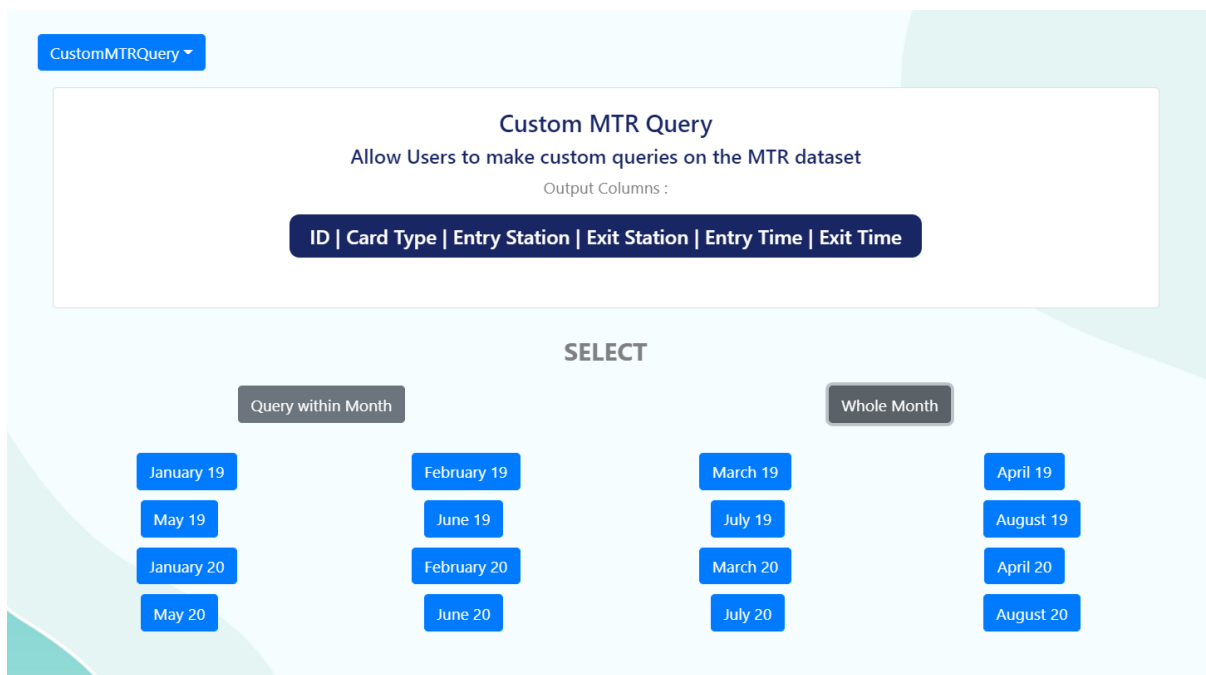 CustomMTRQuery
Custom MTR Query
Allow Users to make custom queries on the MTR dataset
Output Columns :
ID | Card Type | Entry Station | Exit Station | Entry Time | Exit Time
SELECT
Query within Month Whole Month
January 19 February 19 March 19 April 19
May 19 June 19 July 19 August 19
January 20 February 20 March 20 April 20
May 20 June 20 July 20 August 20